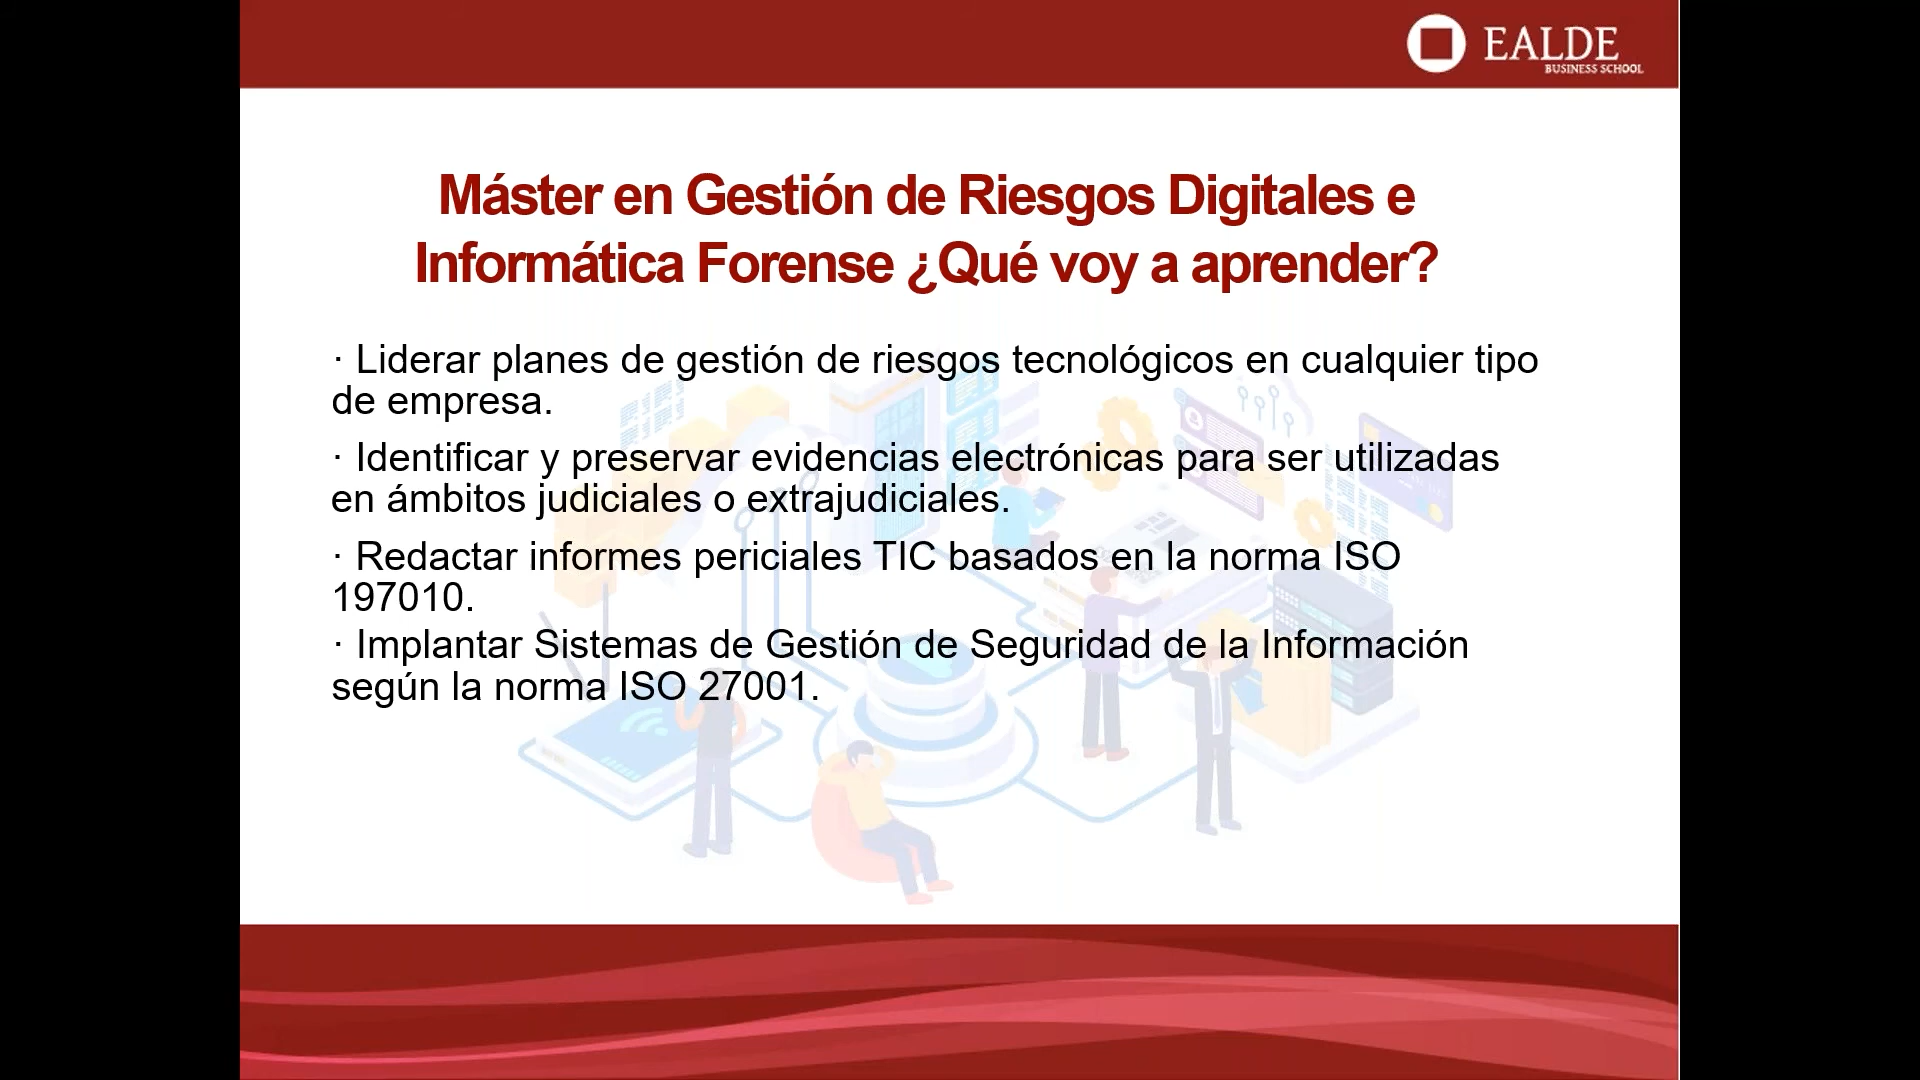 EALDE
BUSINESS SCHOOL
Máster en Gestión de Riesgos Digitales e
Informática Forense ¿Qué voy a aprender?
· Liderar planes de gestión de riesgos tecnológicos en cualquier tipo
de empresa.
· Identificar y preservar evidencias electrónicas para ser utilizadas
en ámbitos judiciales o extrajudiciales.
· Redactar informes periciales TIC basados en la norma ISO
197010.
· Implantar Sistemas de Gestión de Seguridad de la Información
según la norma ISO 27001.